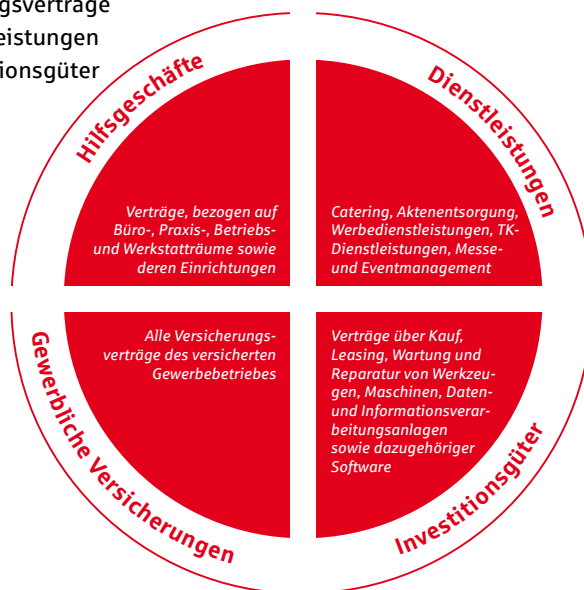 gsverträge
eistungen
ionsgüter
Hilfsgeschäfte
Dienstleistungen
Verträge, bezogen auf
Büro-, Praxis-, Betriebs-
und Werkstatträume sowie
deren Einrichtungen
Catering, Aktenentsorgung,
Werbedienstleistungen, TK-
Dienstleistungen, Messe-
und Eventmanagement
Alle Versicherungs-
verträge des versicherten
Gewerbebetriebes
Verträge über Kauf,
Leasing, Wartung und
Reparatur von Werkzeu-
gen, Maschinen, Daten-
und Informationsverar-
beitungsanlagen
sowie dazugehöriger
Software
Gewerbliche Versicherungen
Investitionsgüter